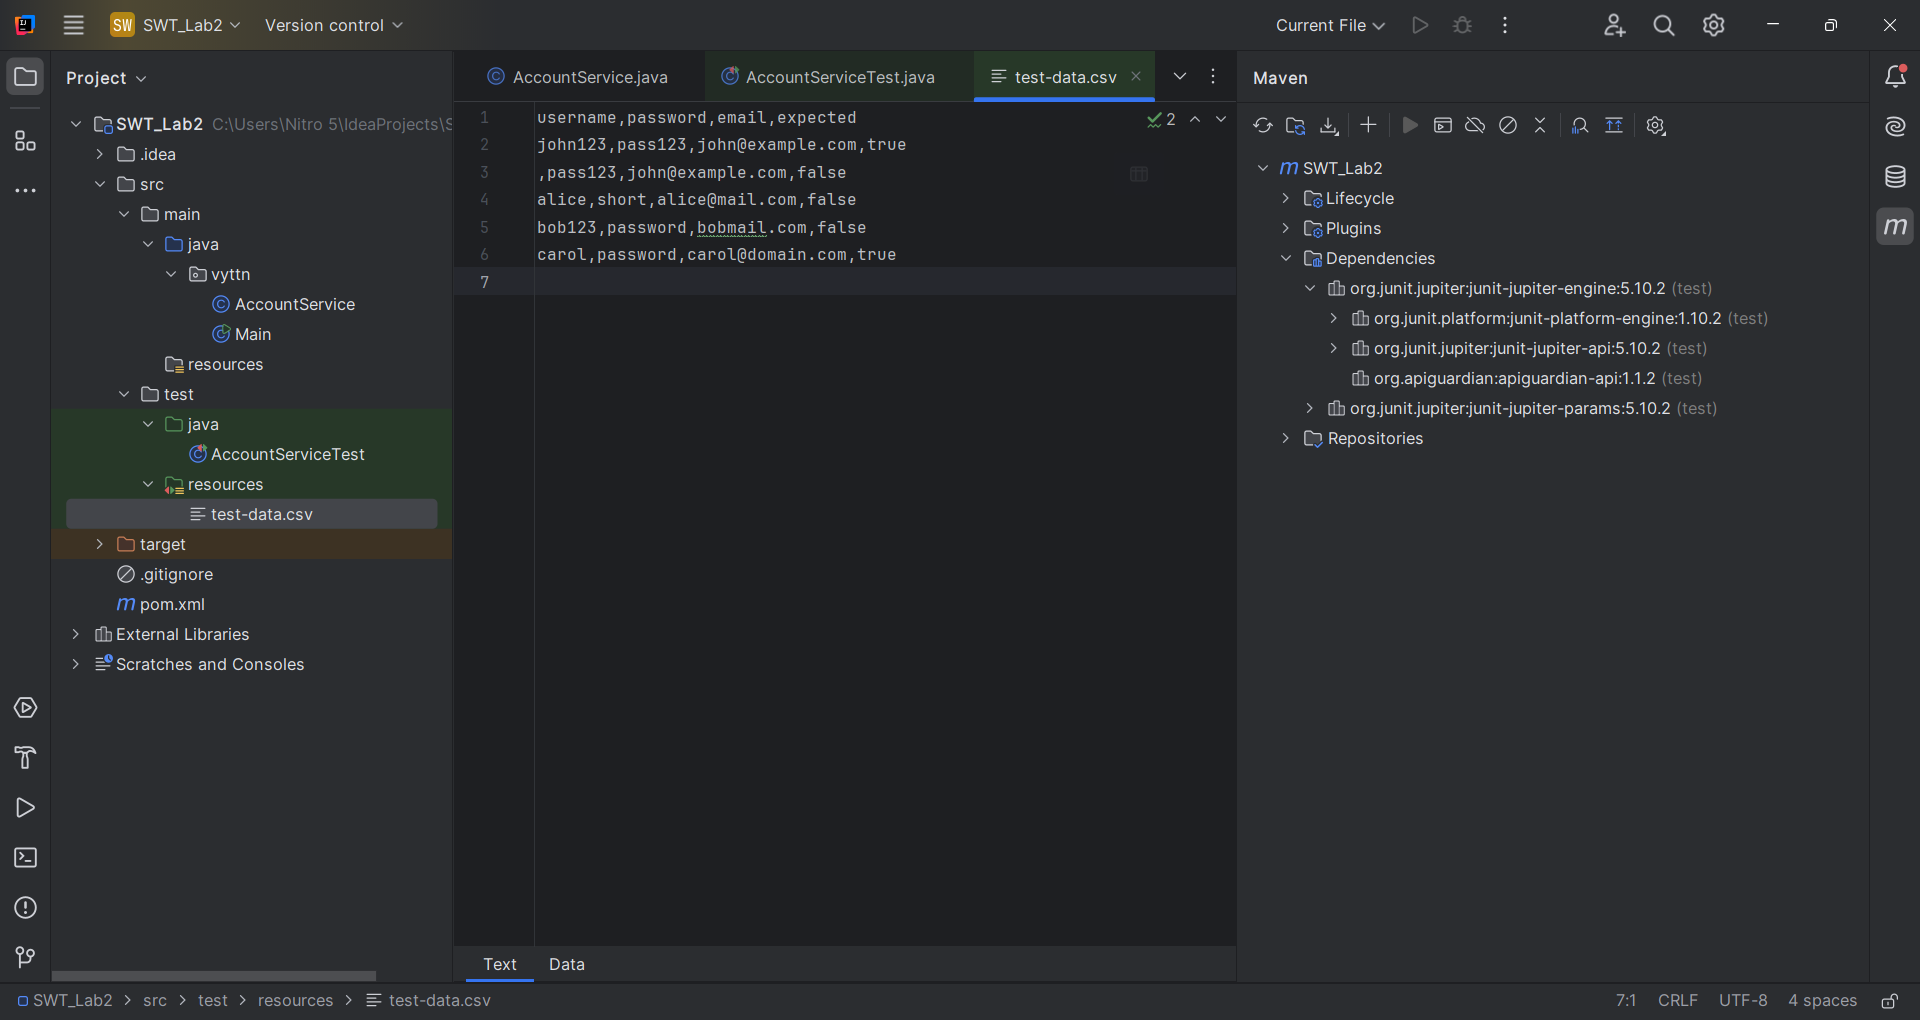 SW SWT_Lab2 Version control Current File
Project
SWT_Lab2 C:\Users\Nitro 5\IdeaProjects\S
.idea
src
main
java
vyttn
AccountService
Main
resources
test
java
AccountServiceTest
resources
test-data.csv
target
.gitignore
m pom.xml
External Libraries
Scratches and Consoles
AccountService.java AccountServiceTest.java test-data.csv
2
1 username,password,email,expected
2 john123,pass123,john@example.com,true
3 ,pass123,john@example.com,false
4 alice,short,alice@mail.com,false
5 bob123,password,bobmail.com,false
6 carol,password,carol@domain.com,true
7
Text Data
Maven
m SWT_Lab2
Lifecycle
Plugins
Dependencies
org.junit.jupiter:junit-jupiter-engine:5.10.2 (test)
org.junit.platform:junit-platform-engine:1.10.2 (test)
org.junit.jupiter:junit-jupiter-api:5.10.2 (test)
org.apiguardian:apiguardian-api:1.1.2 (test)
org.junit.jupiter:junit-jupiter-params:5.10.2 (test)
Repositories
m
SWT_Lab2 > src > test > resources > test-data.csv 7:1 CRLF UTF-8 4 spaces